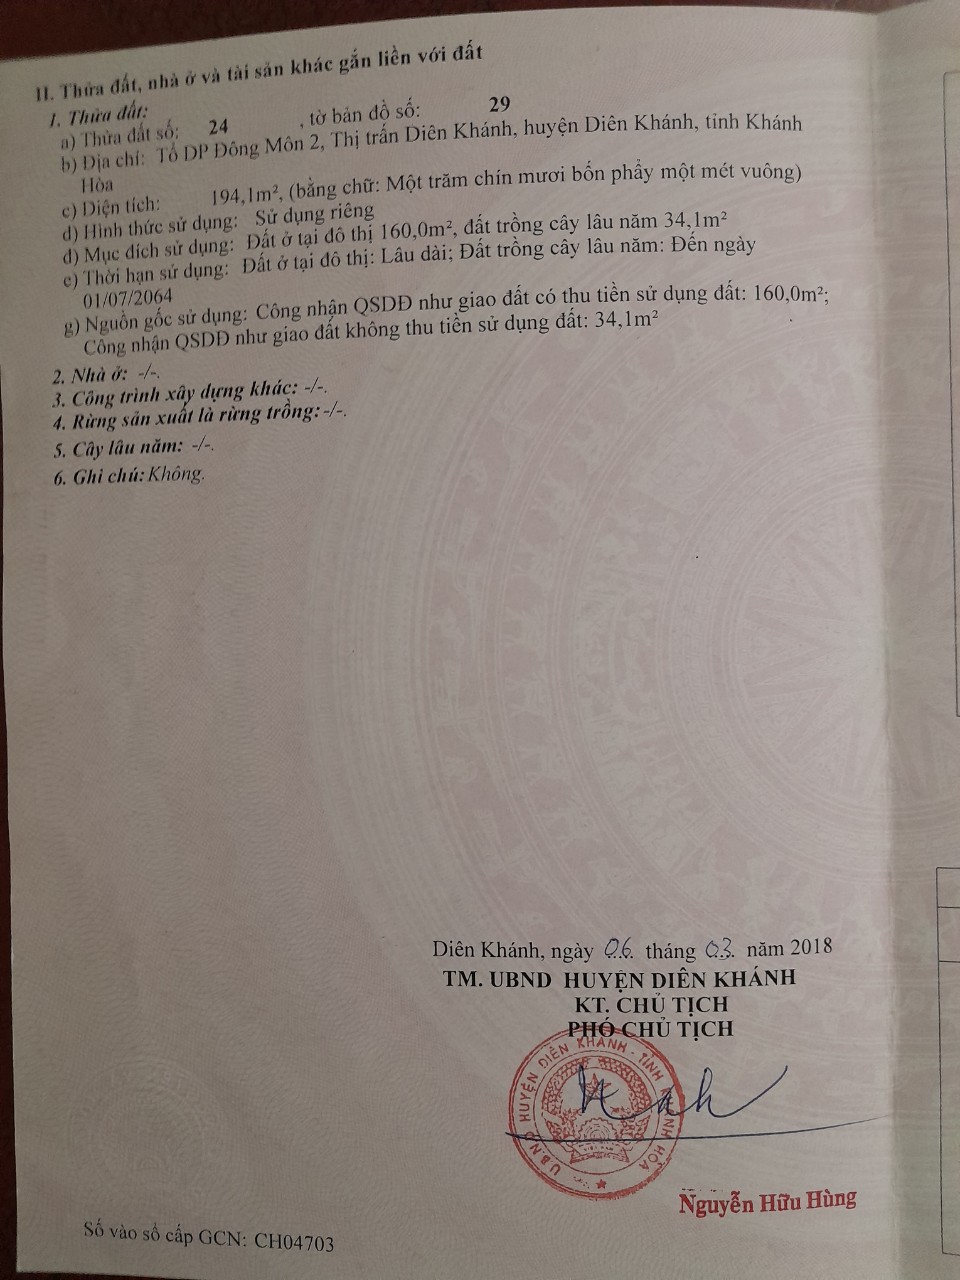 II. Thửa đất, nhà ở và tài sản khác gắn liền với đất
1. Thửa đất:
a) Thửa đất số: 24 , tờ bản đồ số: 29
b) Địa chỉ: Tổ DP Đông Môn 2, Thị trấn Diên Khánh, huyện Diên Khánh, tỉnh Khánh
Hòa
c) Diện tích: 194,1m², (bằng chữ: Một trăm chín mươi bốn phẩy một mét vuông)
d) Hình thức sử dụng: Sử dụng riêng
đ) Mục đích sử dụng: Đất ở tại đô thị 160,0m², đất trồng cây lâu năm 34,1m²
e) Thời hạn sử dụng: Đất ở tại đô thị: Lâu dài; Đất trồng cây lâu năm: Đến ngày
01/07/2064
g) Nguồn gốc sử dụng: Công nhận QSDĐ như giao đất có thu tiền sử dụng đất: 160,0m²;
Công nhận QSDĐ như giao đất không thu tiền sử dụng đất: 34,1m²
2. Nhà ở: -/-.
3. Công trình xây dựng khác: -/-.
4. Rừng sản xuất là rừng trồng: -/-.
5. Cây lâu năm: -/-.
6. Ghi chú: Không.
Diên Khánh, ngày 06. tháng 03. năm 2018
TM. UBND HUYỆN DIÊN KHÁNH
KT. CHỦ TỊCH
PHÓ CHỦ TỊCH
U.B.N.D HUYỆN DIÊN KHÁNH - TỈNH KHÁNH HÒA
Nguyễn Hữu Hùng
Số vào sổ cấp GCN: CH04703